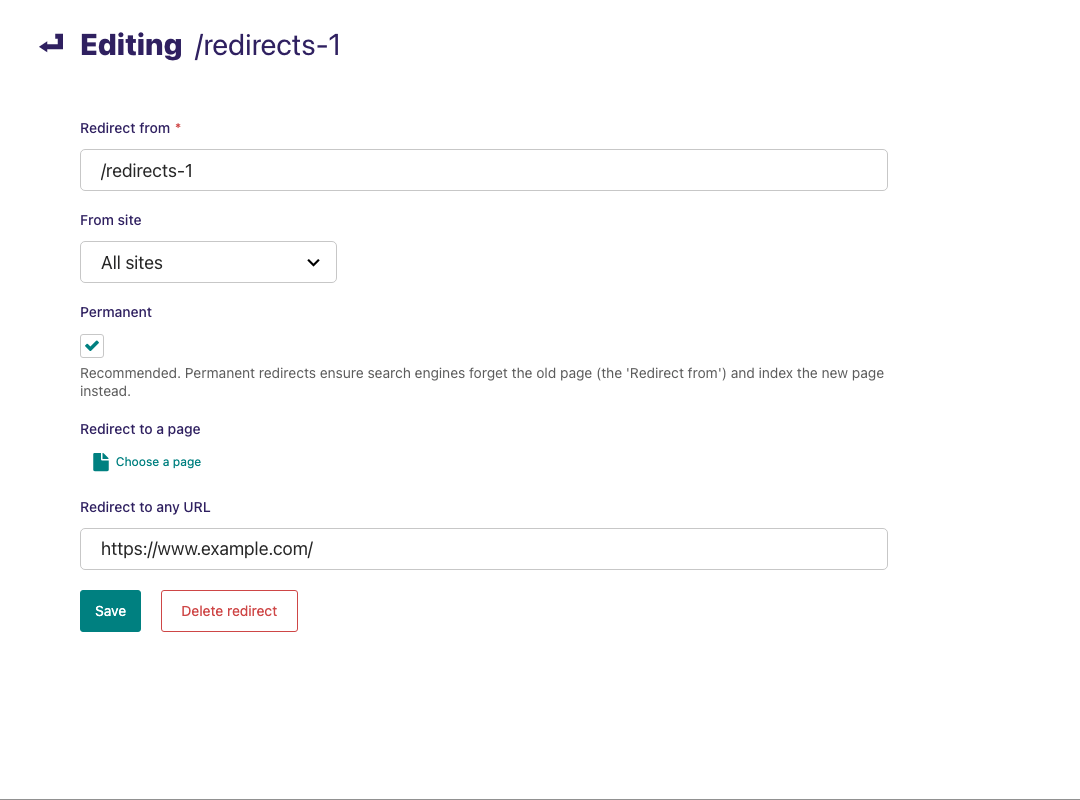 Editing /redirects-1
Redirect from *
/redirects-1
From site
All sites
Permanent
Recommended. Permanent redirects ensure search engines forget the old page (the 'Redirect from') and index the new page
instead.
Redirect to a page
Choose a page
Redirect to any URL
https://www.example.com/
Save Delete redirect